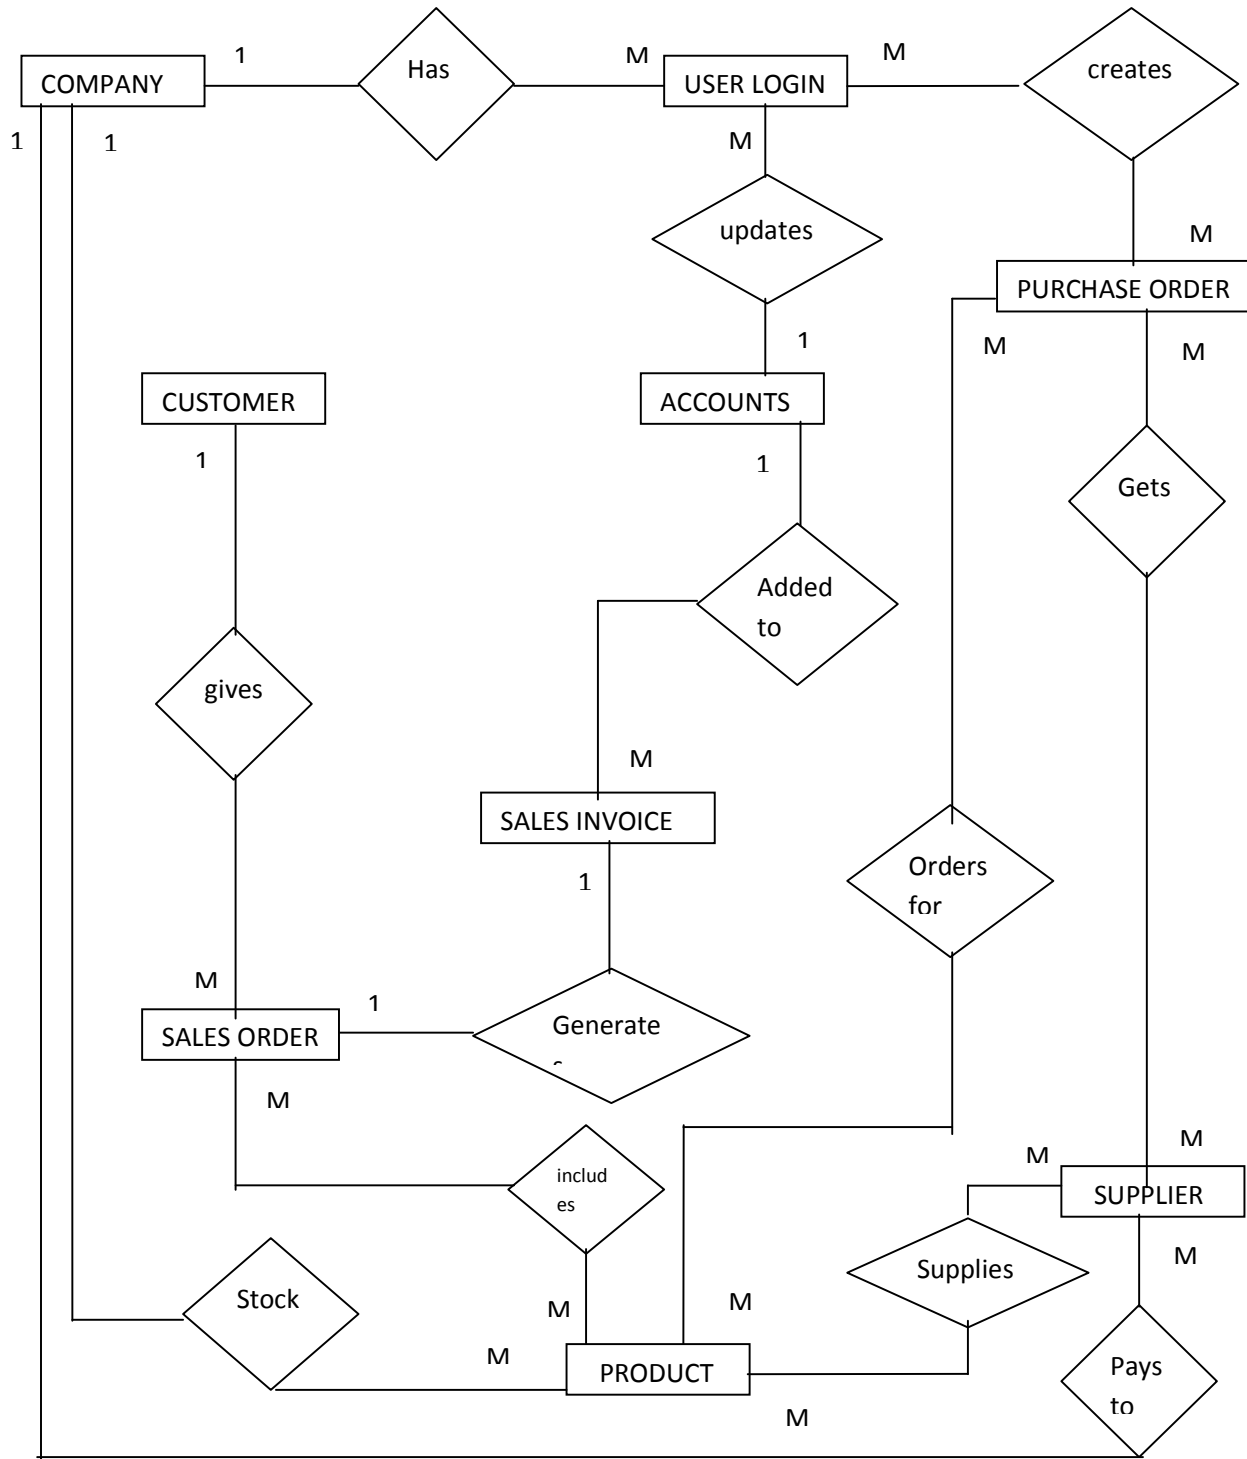 1
Has
M
M
creates
COMPANY
USER LOGIN
1
1
M
updates
M
PURCHASE ORDER
1
M
M
CUSTOMER
ACCOUNTS
1
1
Gets
Added
to
gives
M
SALES INVOICE
1
Orders
for
M
1
SALES ORDER
Generate
s
M
M
M
includ
es
SUPPLIER
M
Supplies
Stock
M
M
M
PRODUCT
Pays
to
M